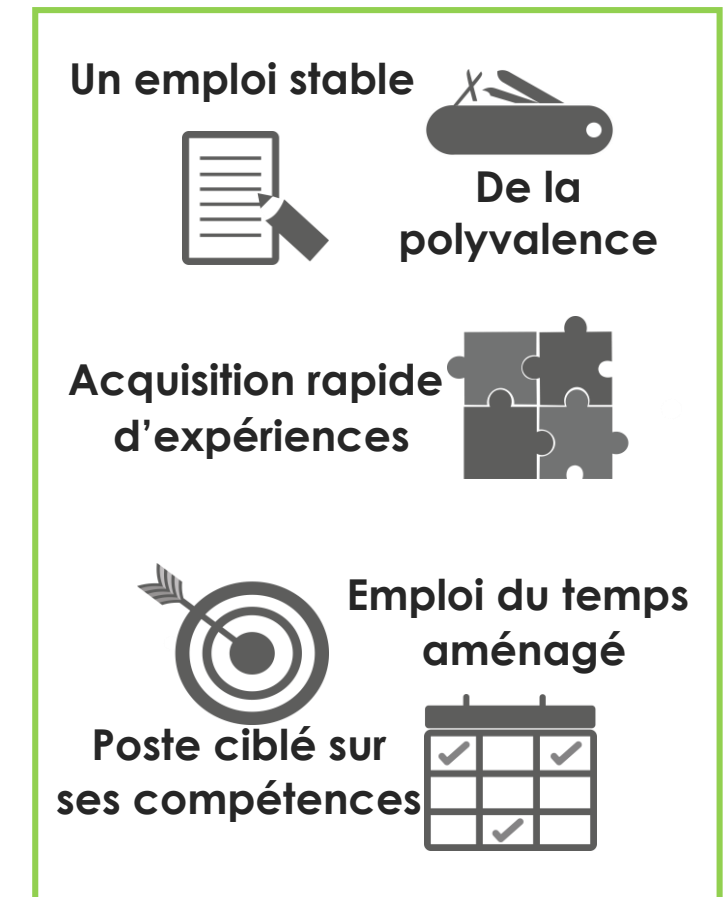 Un emploi stable
De la
polyvalence
Acquisition rapide
d’expériences
Emploi du temps
aménagé
Poste ciblé sur
ses compétences